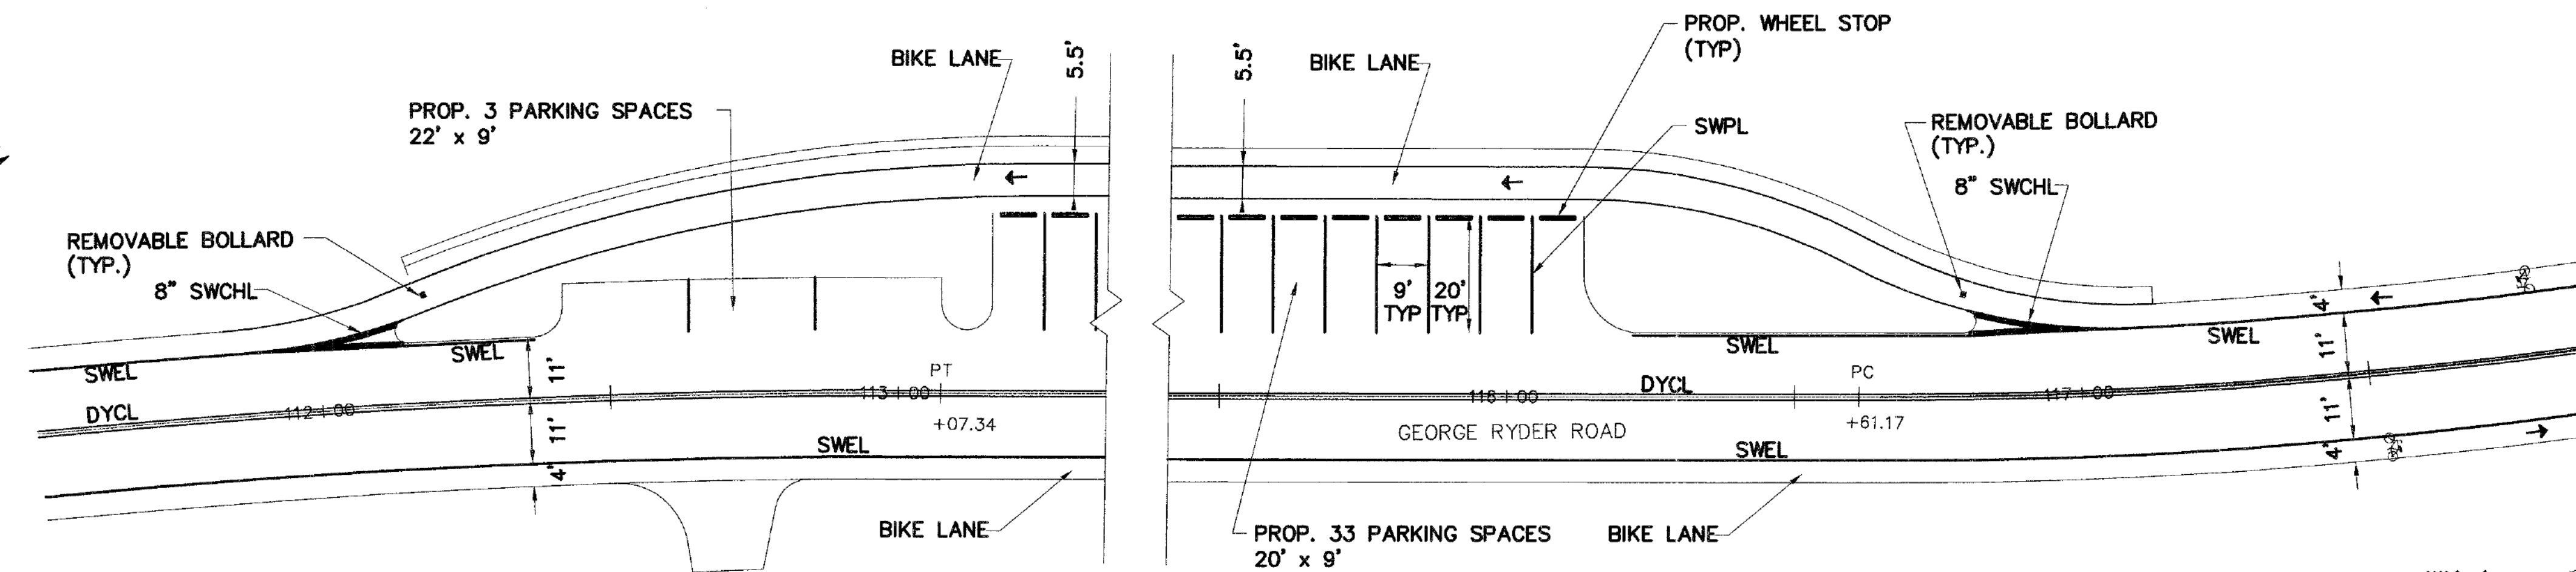 PROP. WHEEL STOP
(TYP)
BIKE LANE
5.5'
5.5'
BIKE LANE
PROP. 3 PARKING SPACES
22' x 9'
SWPL
REMOVABLE BOLLARD
(TYP.)
8" SWCHL
REMOVABLE BOLLARD
(TYP.)
8" SWCHL
9'
TYP
20'
TYP
4'
SWEL
SWEL
SWEL
SWEL
11'
11'
PT
PC
DYCL
DYCL
112+00
113+00
116+00
117+00
+07.34
+61.17
GEORGE RYDER ROAD
11'
11'
SWEL
SWEL
4'
4'
BIKE LANE
PROP. 33 PARKING SPACES
20' x 9'
BIKE LANE